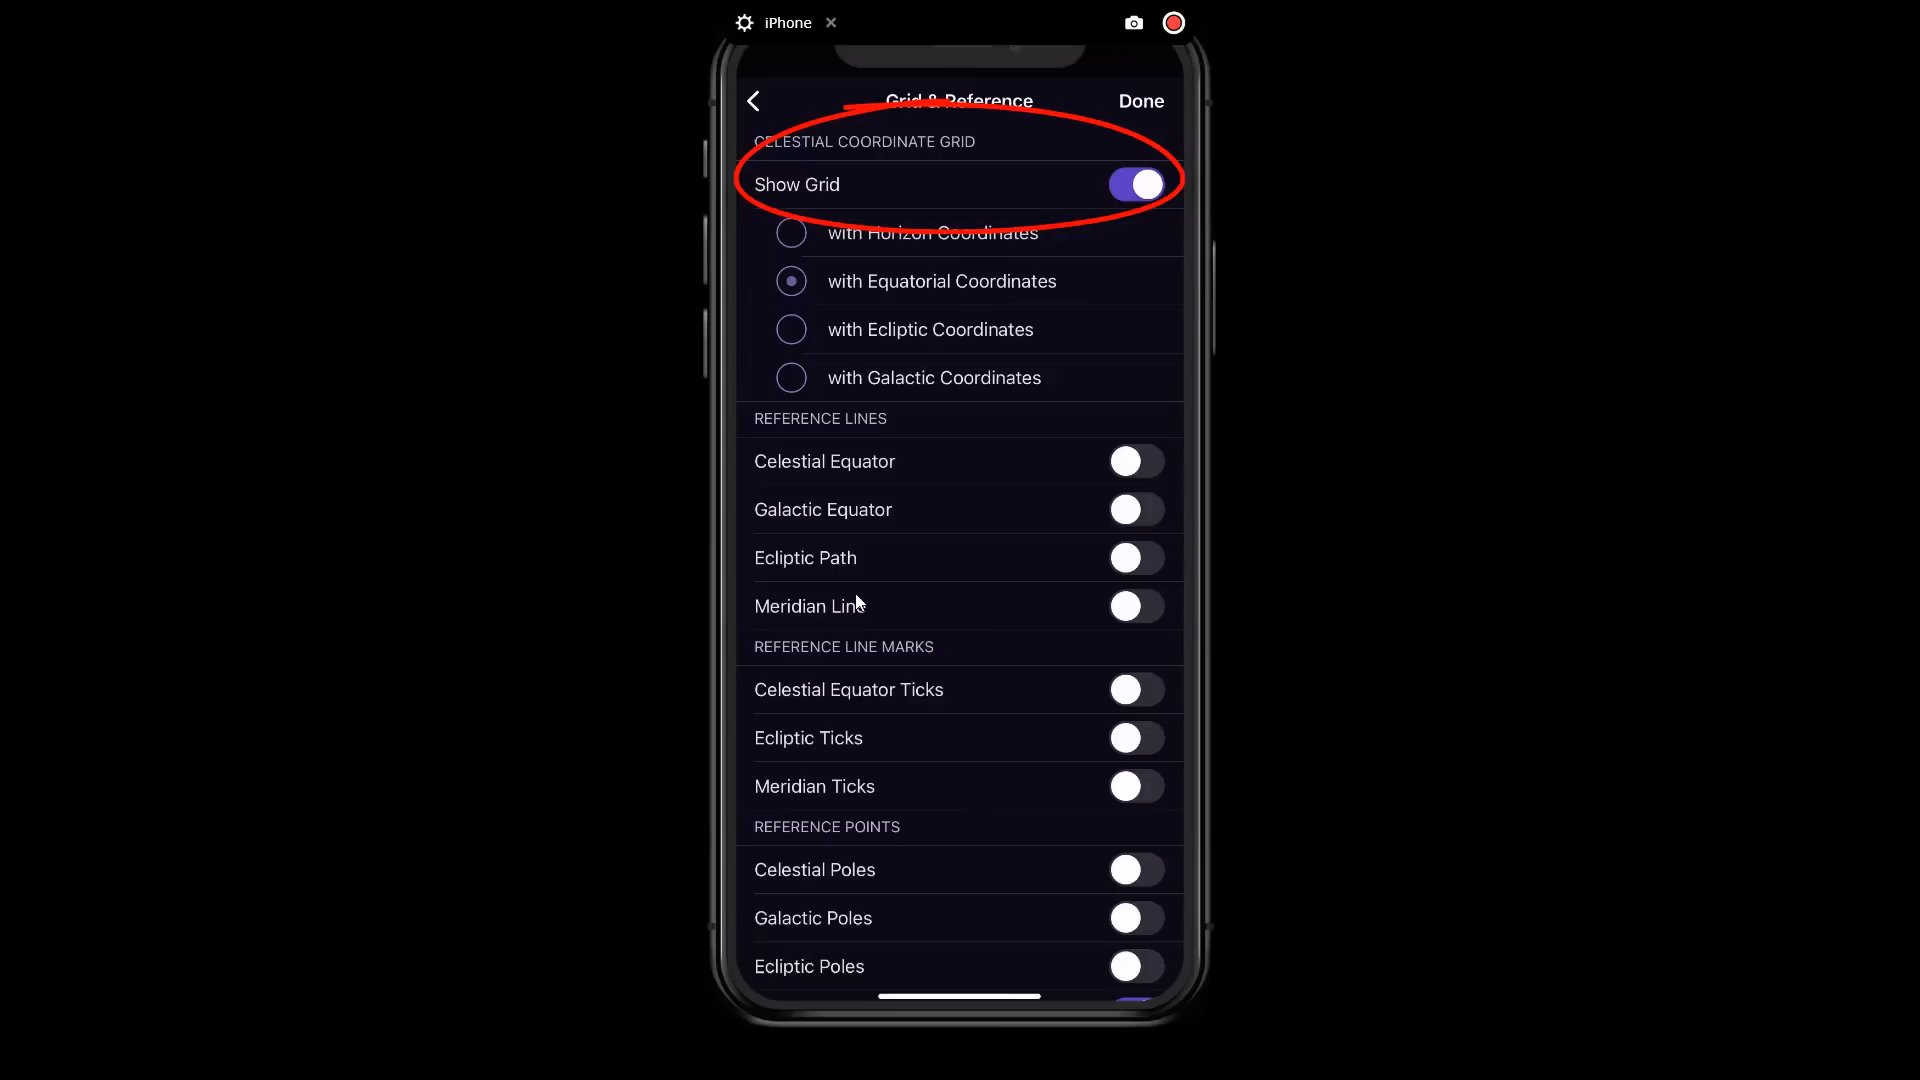 iPhone
Grid & Reference
Done
CELESTIAL COORDINATE GRID
Show Grid
with Horizon Coordinates
with Equatorial Coordinates
with Ecliptic Coordinates
with Galactic Coordinates
REFERENCE LINES
Celestial Equator
Galactic Equator
Ecliptic Path
Meridian Line
REFERENCE LINE MARKS
Celestial Equator Ticks
Ecliptic Ticks
Meridian Ticks
REFERENCE POINTS
Celestial Poles
Galactic Poles
Ecliptic Poles